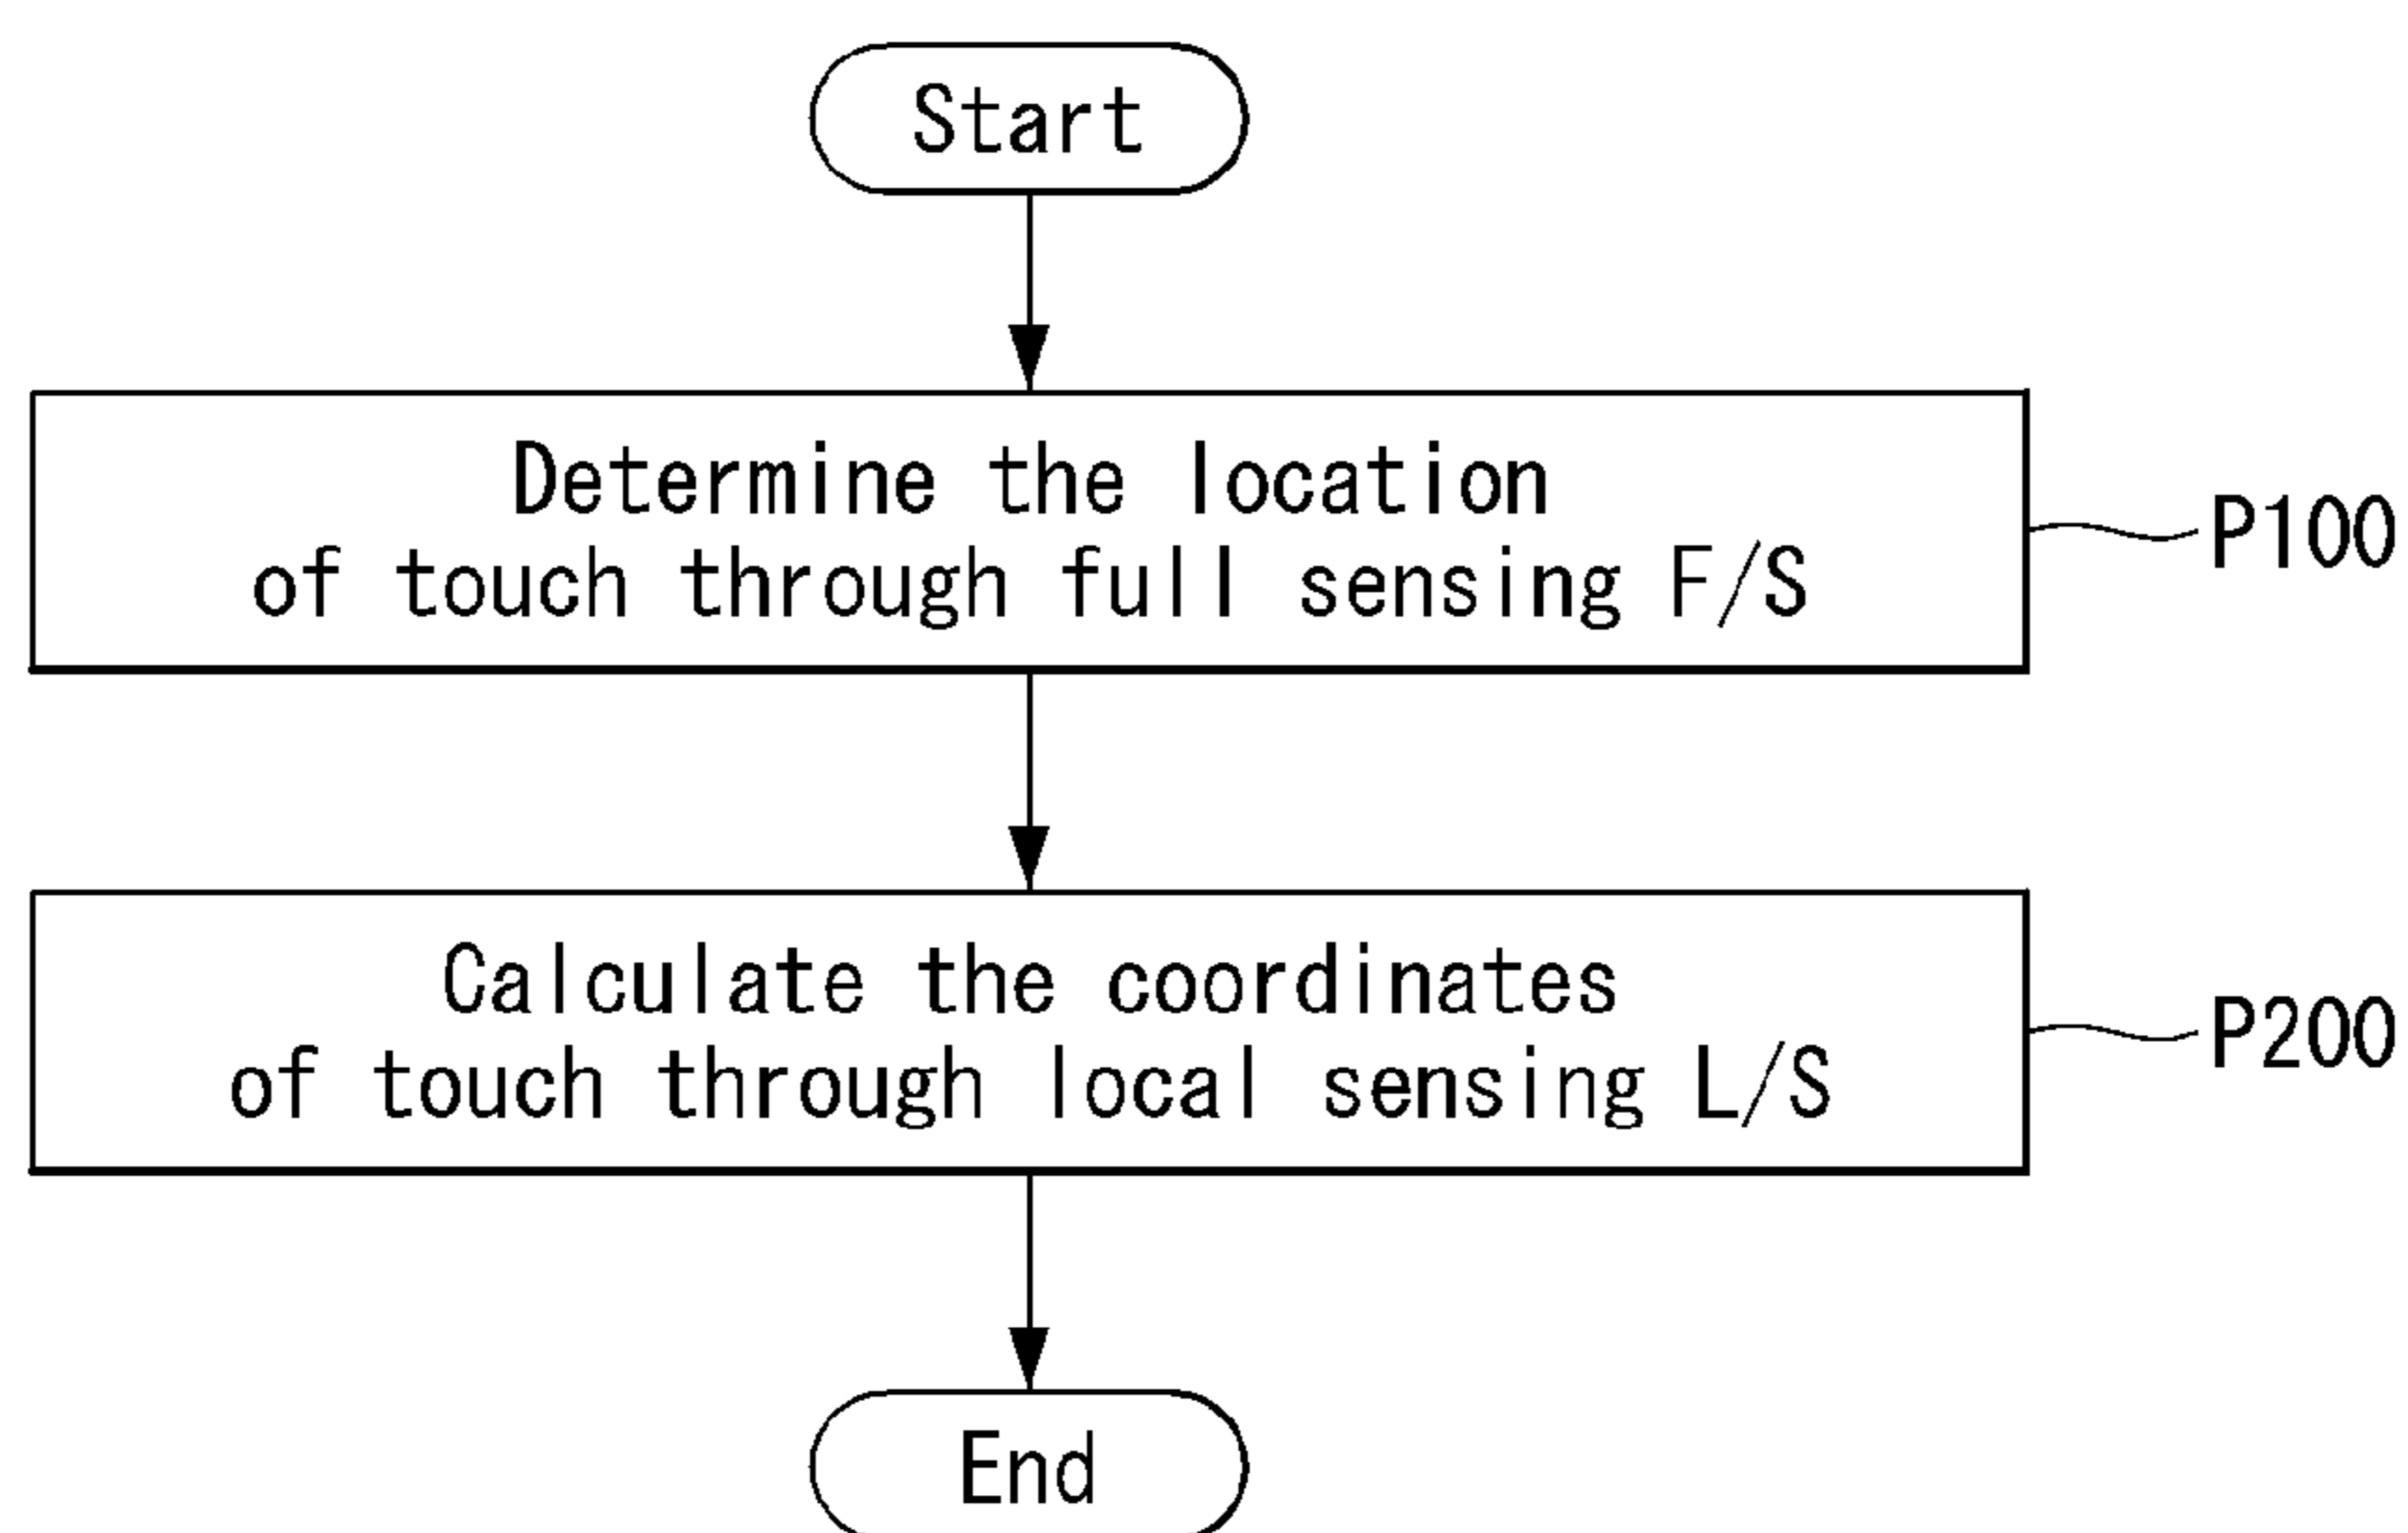 Start
Determine the location
of touch through full sensing F/S
P100
Calculate the coordinates
of touch through local sensing L/S
P200
End